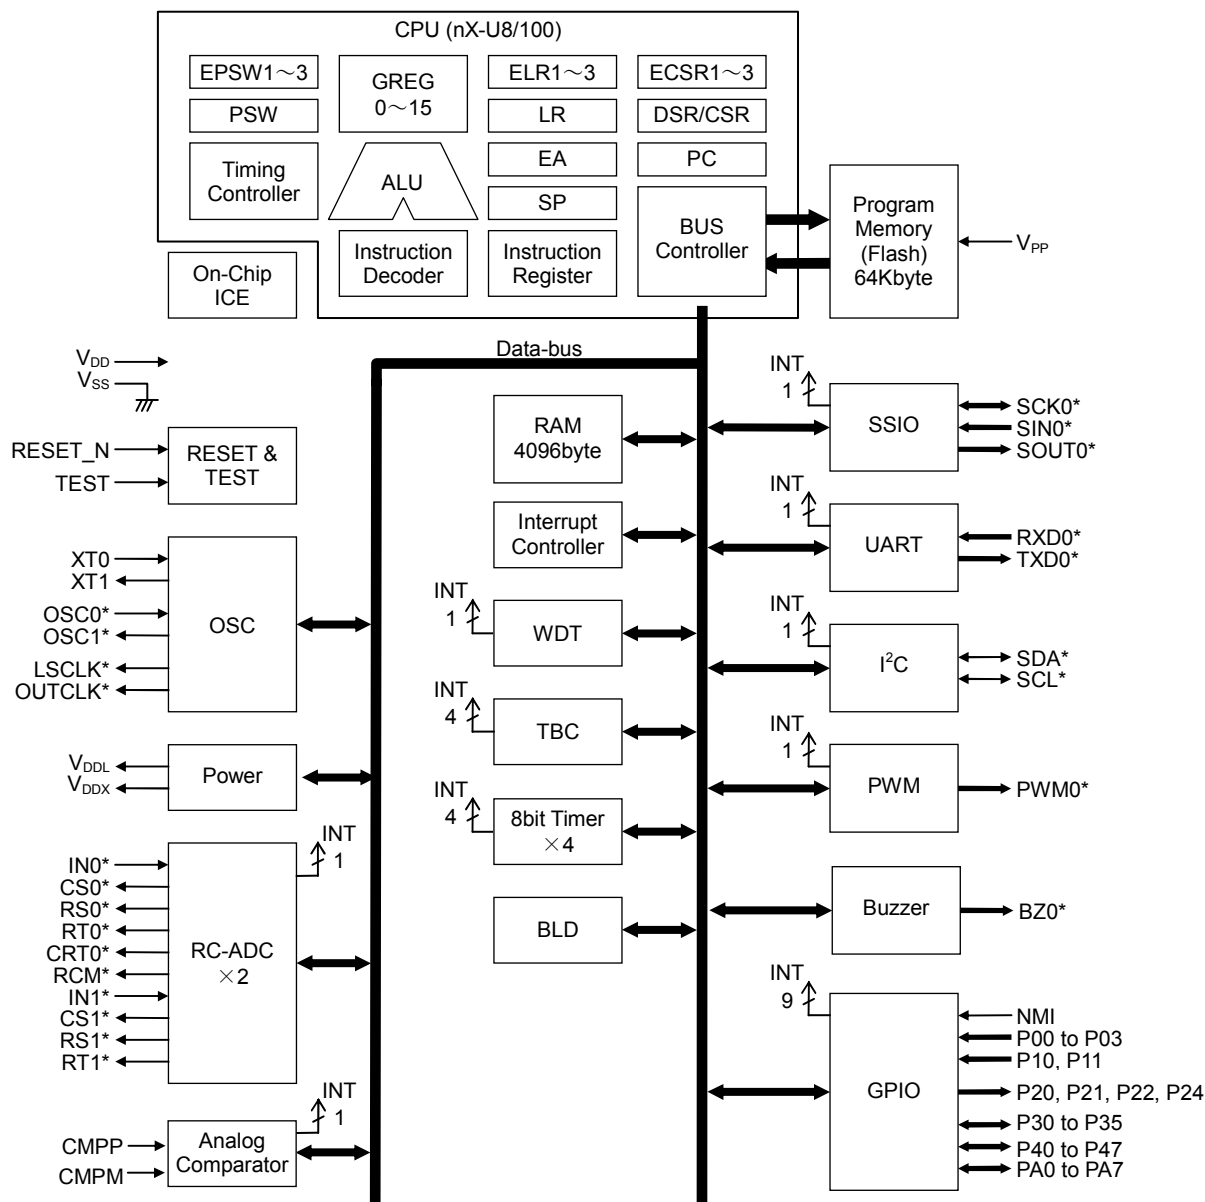 CPU (nX-U8/100)
EPSW1～3
GREG
0～15
ELR1～3
ECSR1～3
PSW
LR
DSR/CSR
Timing
Controller
ALU
EA
PC
SP
BUS
Controller
Instruction
Decoder
Instruction
Register
On-Chip
ICE
Program
Memory
(Flash)
64Kbyte
VPP
VDD
VSS
Data-bus
RESET_N
TEST
RESET &
TEST
XT0
XT1
OSC0*
OSC1*
LSCLK*
OUTCLK*
OSC
VDDL
VDDX
Power
IN0*
CS0*
RS0*
RT0*
CRT0*
RCM*
IN1*
CS1*
RS1*
RT1*
RC-ADC
×2
INT
1
CMPP
CMPM
Analog
Comparator
INT
1
RAM
4096byte
Interrupt
Controller
INT
1
WDT
INT
4
TBC
INT
4
8bit Timer
×4
BLD
INT
1
SSIO
SCK0*
SIN0*
SOUT0*
INT
1
UART
RXD0*
TXD0*
INT
1
I²C
SDA*
SCL*
INT
1
PWM
PWM0*
Buzzer
BZ0*
INT
9
GPIO
NMI
P00 to P03
P10, P11
P20, P21, P22, P24
P30 to P35
P40 to P47
PA0 to PA7